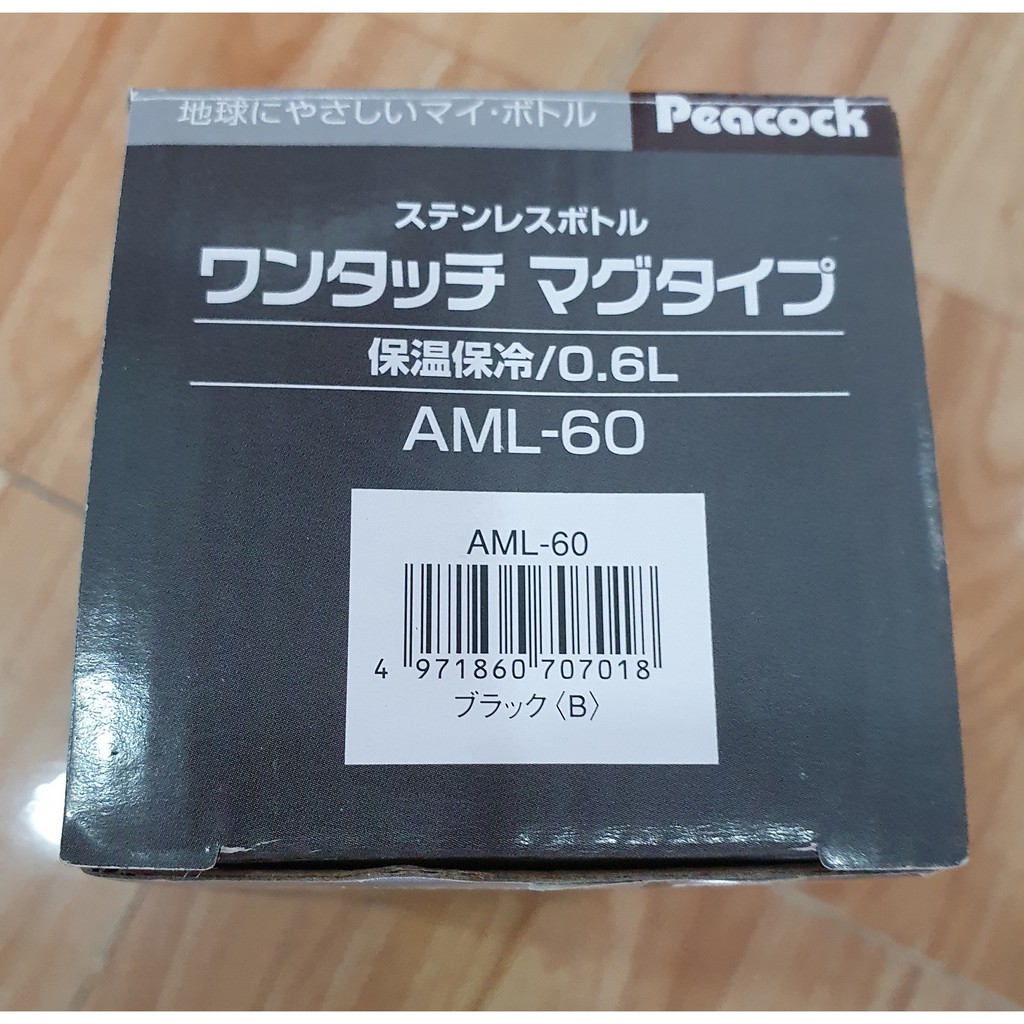 地球にやさしいマイ・ボトル Peacock
ステンレスボトル
ワンタッチ マグタイプ
保温保冷/0.6L
AML-60
AML-60
4 971860 707018
ブラック〈B〉